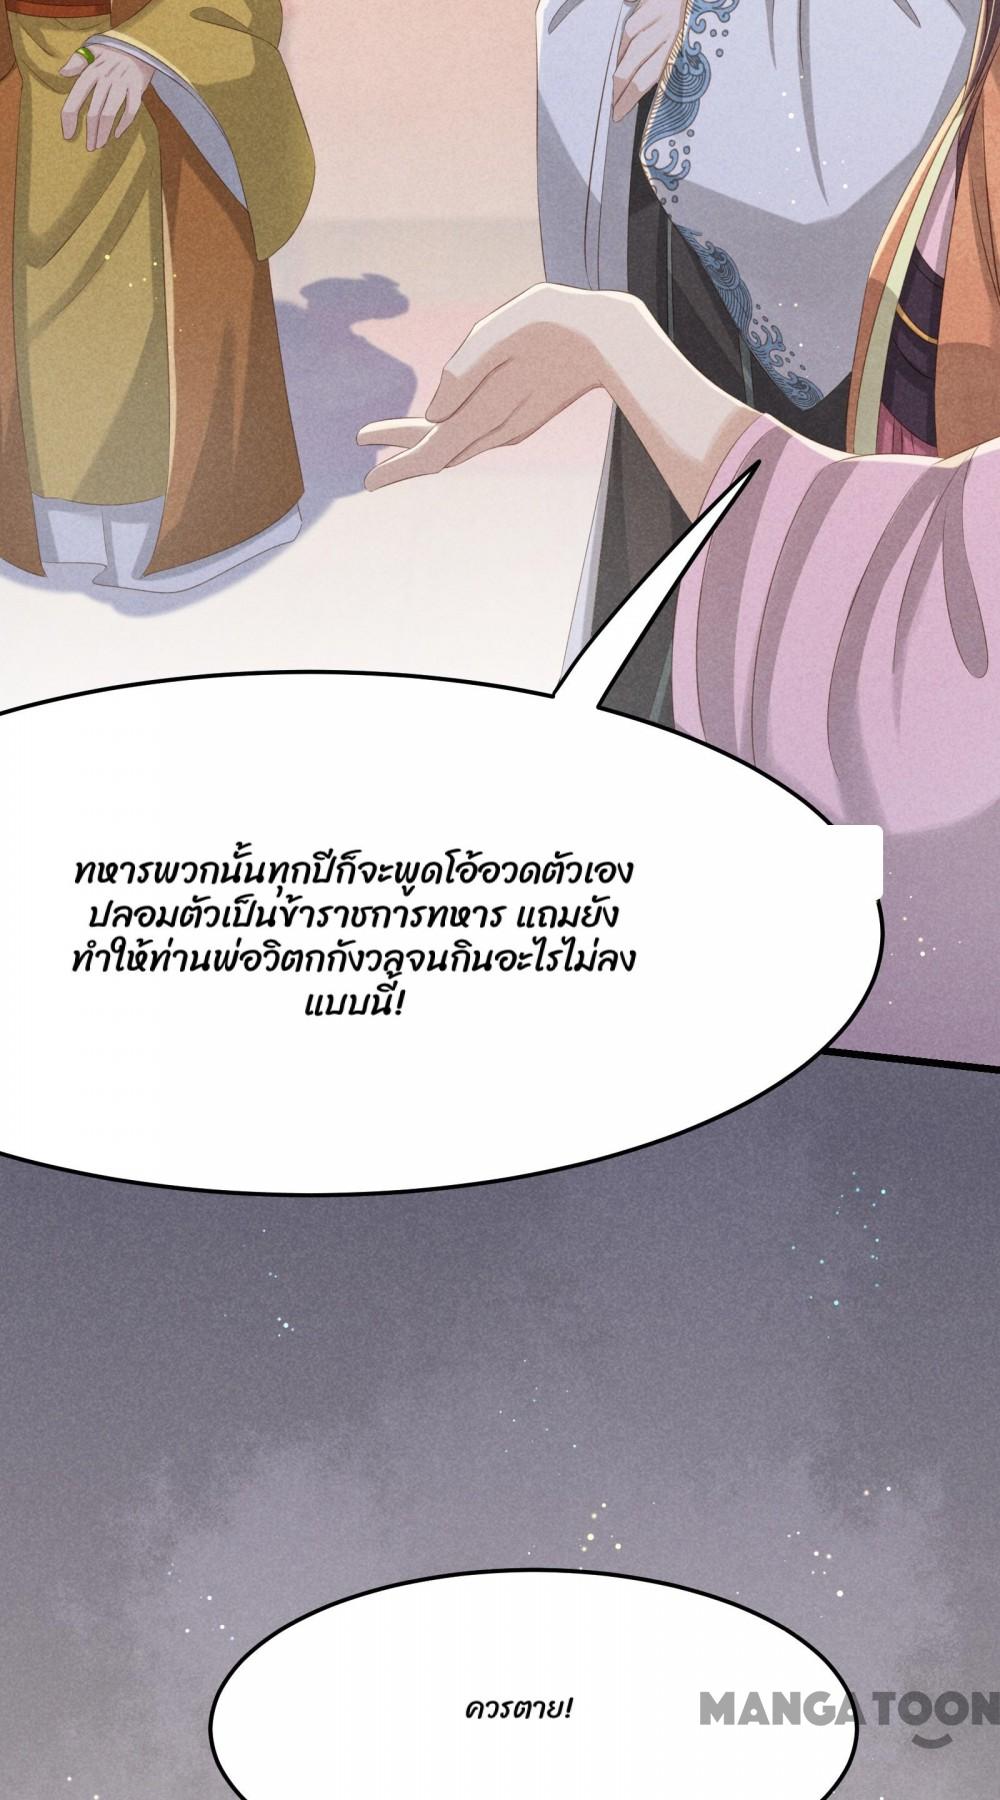 ทหารพวกนั้นทุกปีก็จะพูดโอ้อวดตัวเอง
ปลอมตัวเป็นข้าราชการทหาร แถมยัง
ทำให้ท่านพ่อวิตกกังวลจนกินอะไรไม่ลง
แบบนี้!
ควรตาย!
MANGATOON